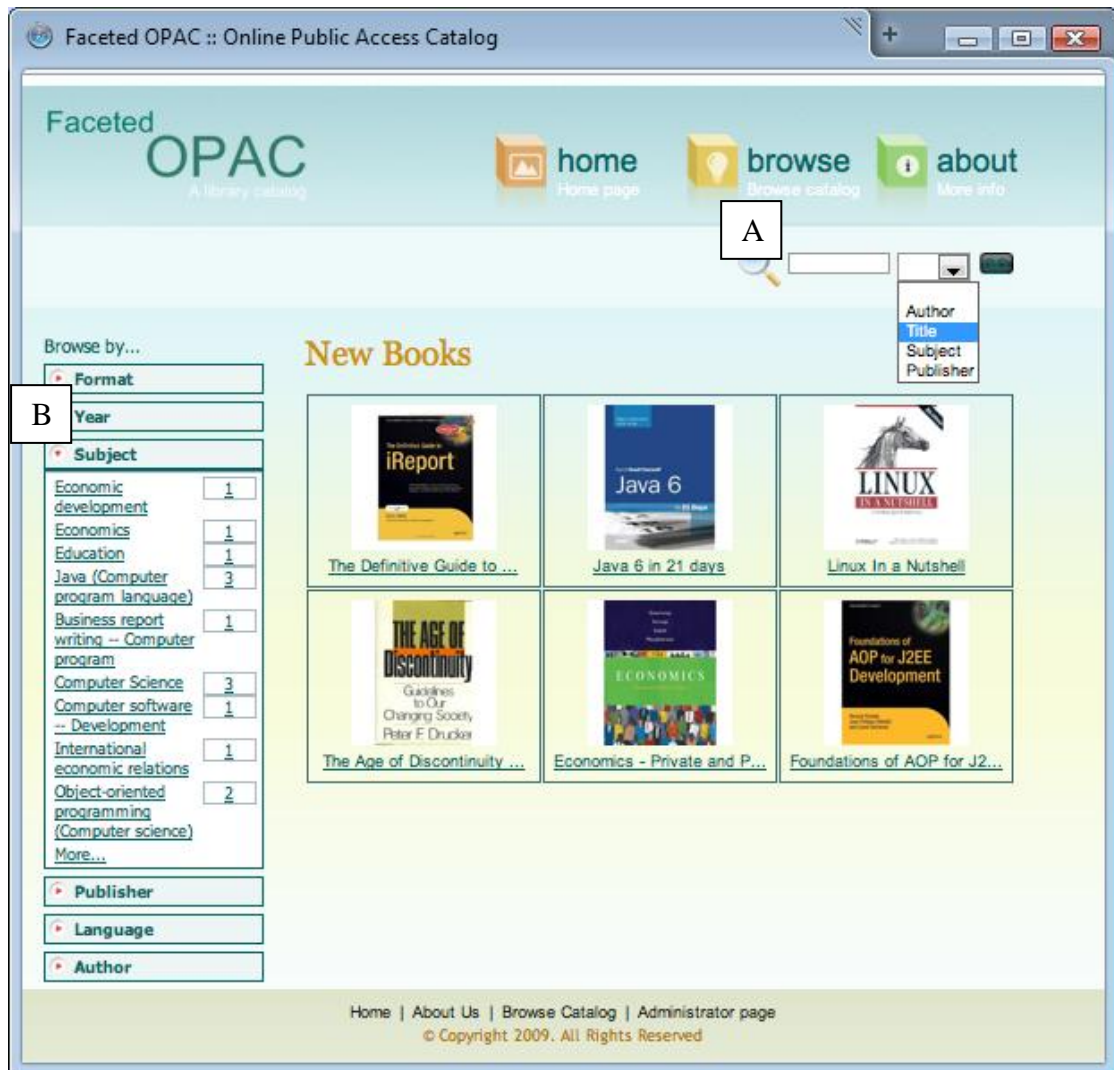 Faceted OPAC :: Online Public Access Catalog
Faceted
OPAC
A library catalog
home
Home page
browse
Browse catalog
about
More info
A
Author
Title
Subject
Publisher
Browse by...
New Books
Format
B
Year
Subject
Economic development 1
Economics 1
Education 1
Java (Computer program language) 3
Business report writing -- Computer program 1
Computer Science 3
Computer software -- Development 1
International economic relations 1
Object-oriented programming (Computer science) 2
More...
Publisher
Language
Author
The Definitive Guide to
iReport
The Definitive Guide to ...
Java 6
Java 6 in 21 days
LINUX
IN A NUTSHELL
Linux In a Nutshell
THE AGE OF
Discontinuity
Guidelines
to Our
Changing Society
Peter F. Drucker
The Age of Discontinuity ...
ECONOMICS
Economics - Private and P...
Foundations of
AOP for J2EE
Development
Foundations of AOP for J2...
Home | About Us | Browse Catalog | Administrator page
© Copyright 2009. All Rights Reserved